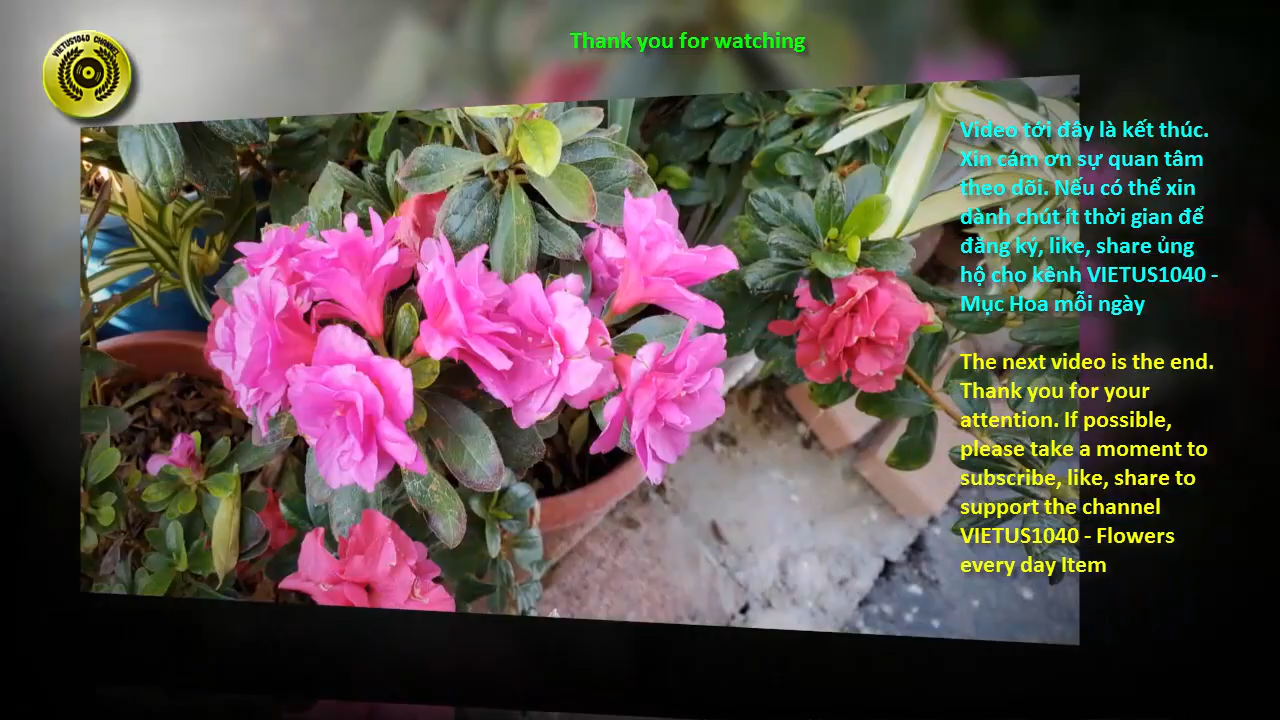 VIETUS1040 CHANNEL
Thank you for watching
Video tới đây là kết thúc.
Xin cám ơn sự quan tâm
theo dõi. Nếu có thể xin
dành chút ít thời gian để
đằng ký, like, share ủng
hộ cho kênh VIETUS1040 -
Mục Hoa mỗi ngày
The next video is the end.
Thank you for your
attention. If possible,
please take a moment to
subscribe, like, share to
support the channel
VIETUS1040 - Flowers
every day Item